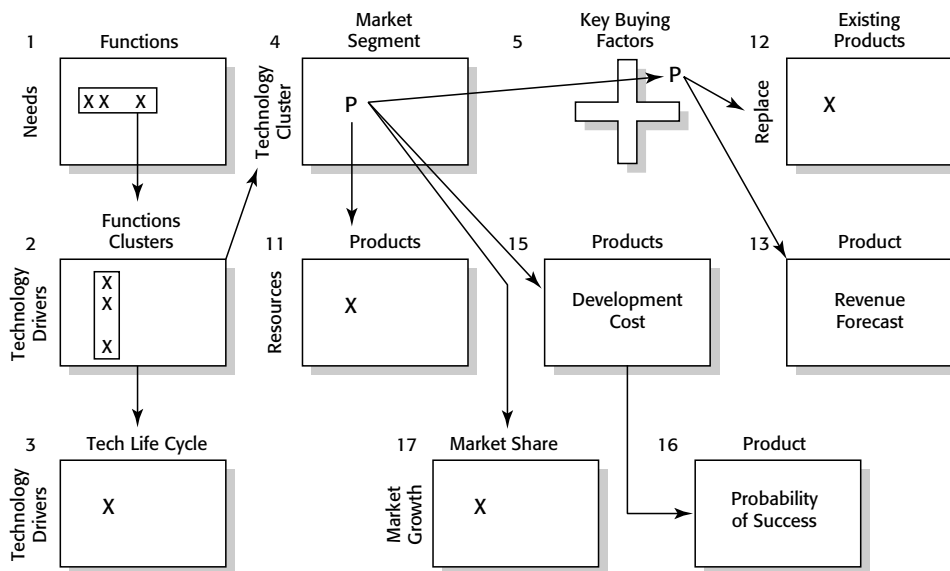 1
Functions
Needs
X X X
4
Market
Segment
Technology
Cluster
P
5
Key Buying
Factors
P
12
Existing
Products
Replace
X
2
Functions
Clusters
Technology
Drivers
X
X
X
11
Products
Resources
X
15
Products
Development
Cost
13
Product
Revenue
Forecast
3
Tech Life Cycle
Technology
Drivers
X
17
Market Share
Market
Growth
X
16
Product
Probability
of Success